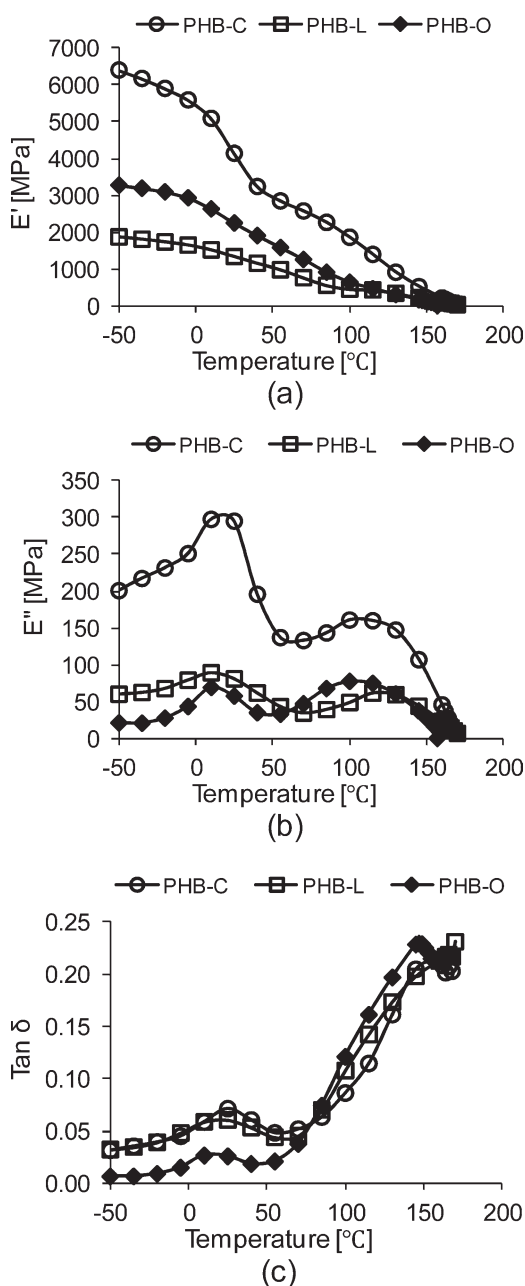 PHB-C PHB-L PHB-O
7000
6000
5000
4000
3000
2000
1000
0
E' [MPa]
-50 0 50 100 150 200
Temperature [℃]
(a)
PHB-C PHB-L PHB-O
350
300
250
200
150
100
50
0
E" [MPa]
-50 0 50 100 150 200
Temperature [℃]
(b)
PHB-C PHB-L PHB-O
0.25
0.20
0.15
0.10
0.05
0.00
Tan δ
-50 0 50 100 150 200
Temperature [℃]
(c)